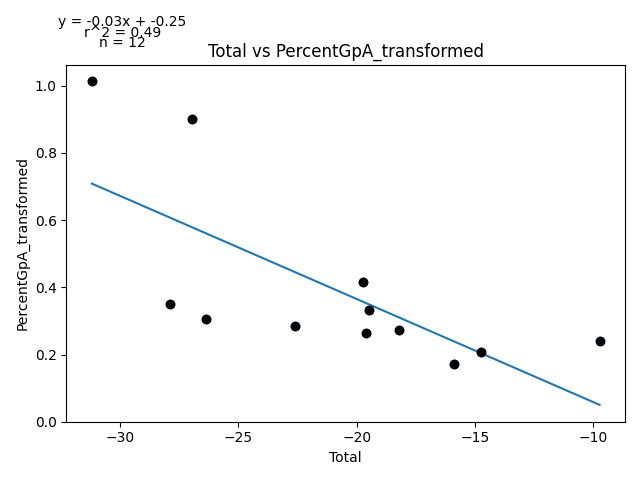 y = -0.03x + -0.25
r^2 = 0.49
n = 12
Total vs PercentGpA_transformed
PercentGpA_transformed
1.0
0.8
0.6
0.4
0.2
0.0
−30
−25
−20
−15
−10
Total